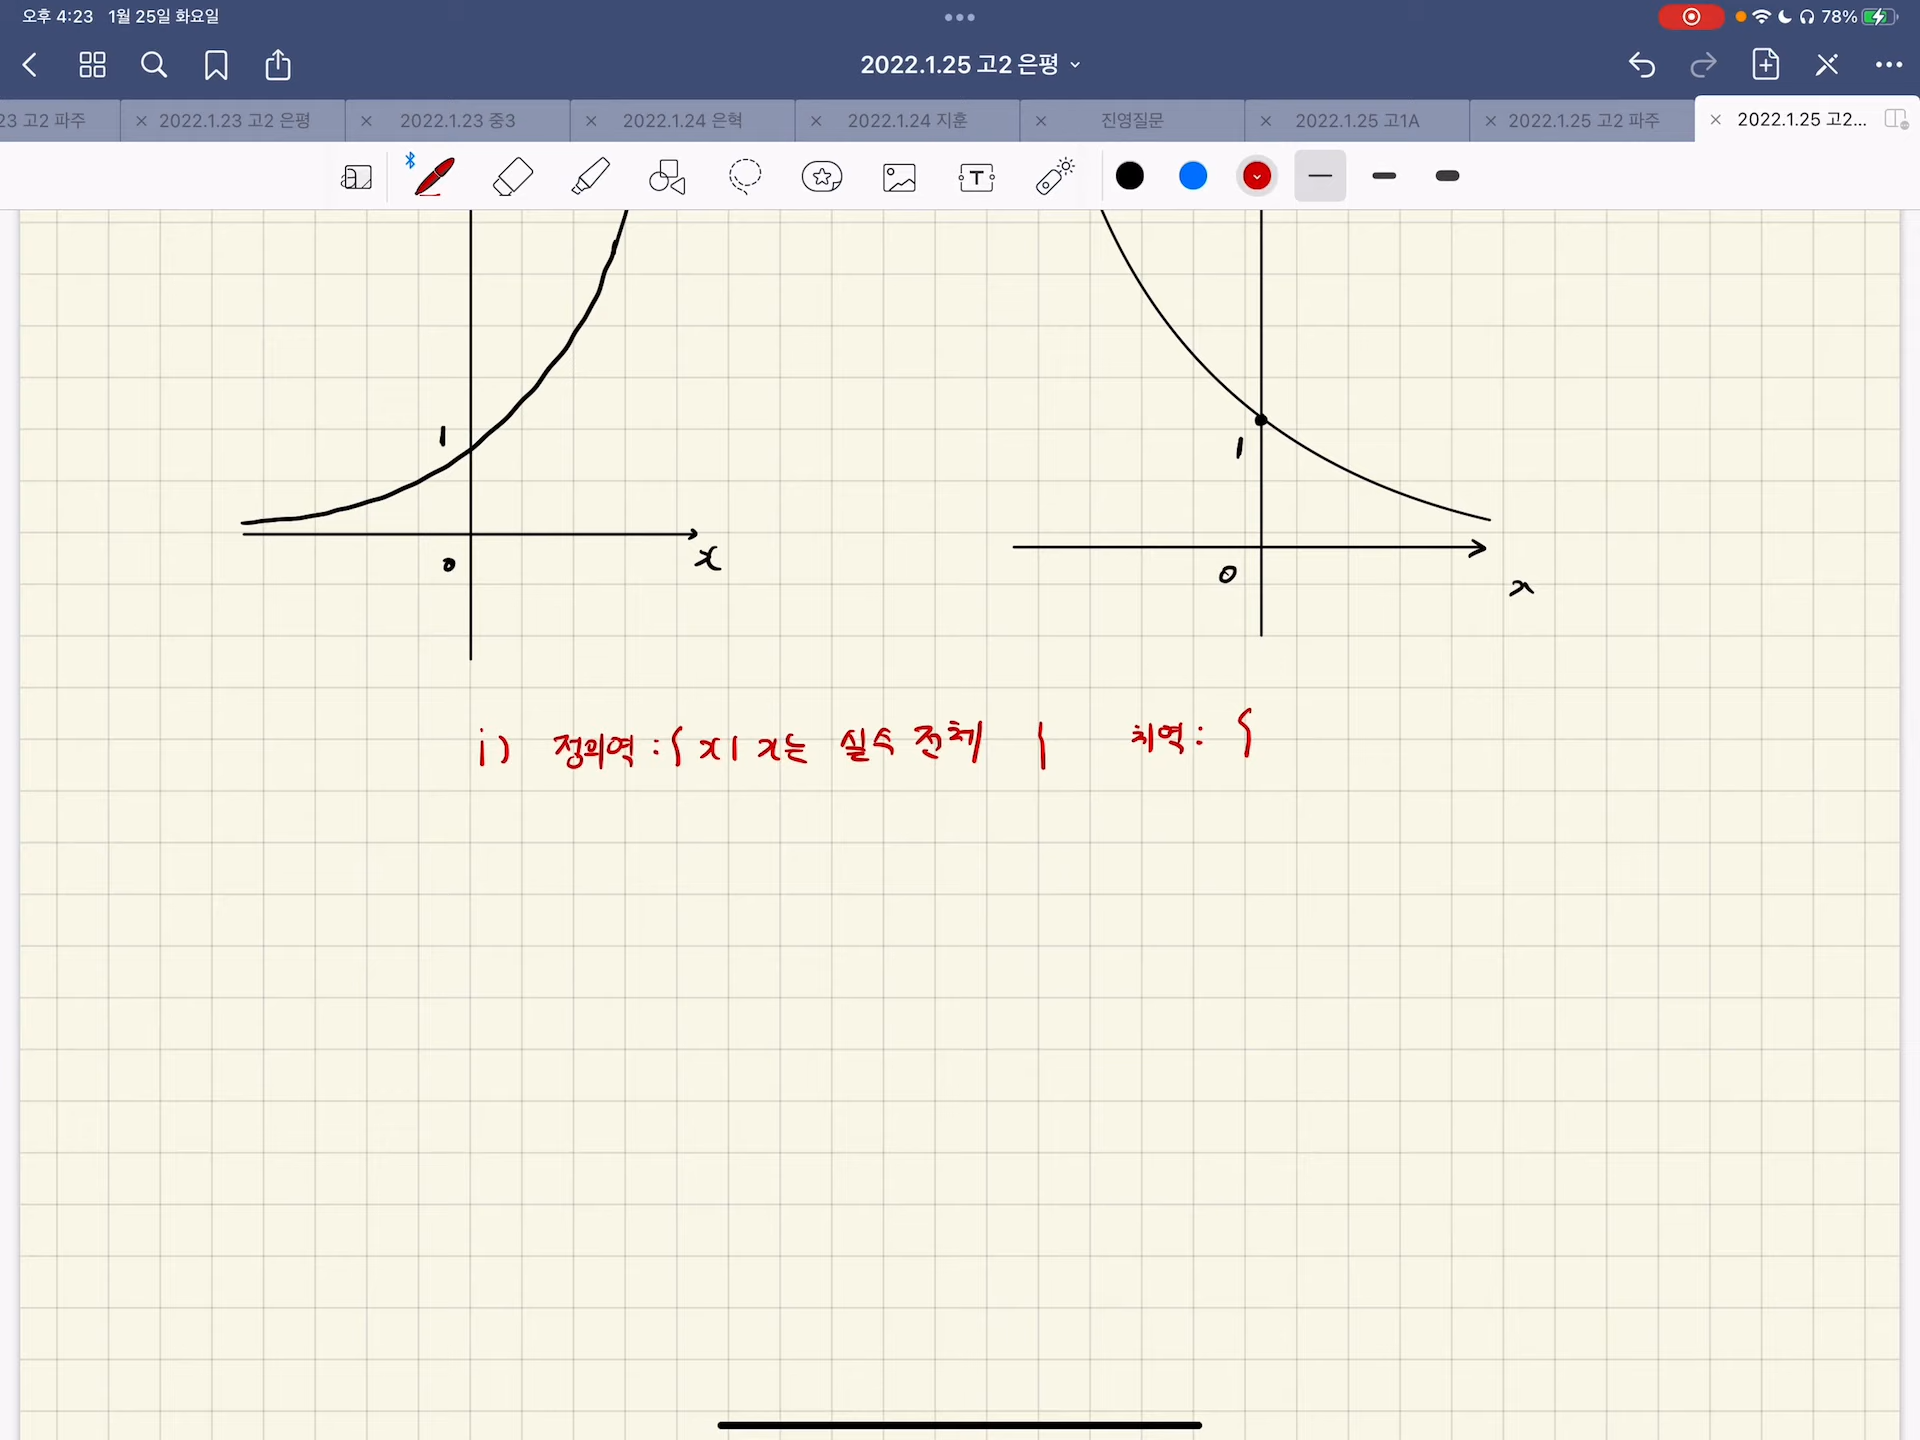 오후 4:23 1월 25일 화요일
78%
2022.1.25 고2 은평
23 고2 파주
2022.1.23 고2 은평
2022.1.23 중3
2022.1.24 은혁
2022.1.24 지훈
진영질문
2022.1.25 고1A
2022.1.25 고2 파주
2022.1.25 고2...
1
0
x
1
0
x
i) 정의역 : { x | x는 실수 전체 } 치역 : {